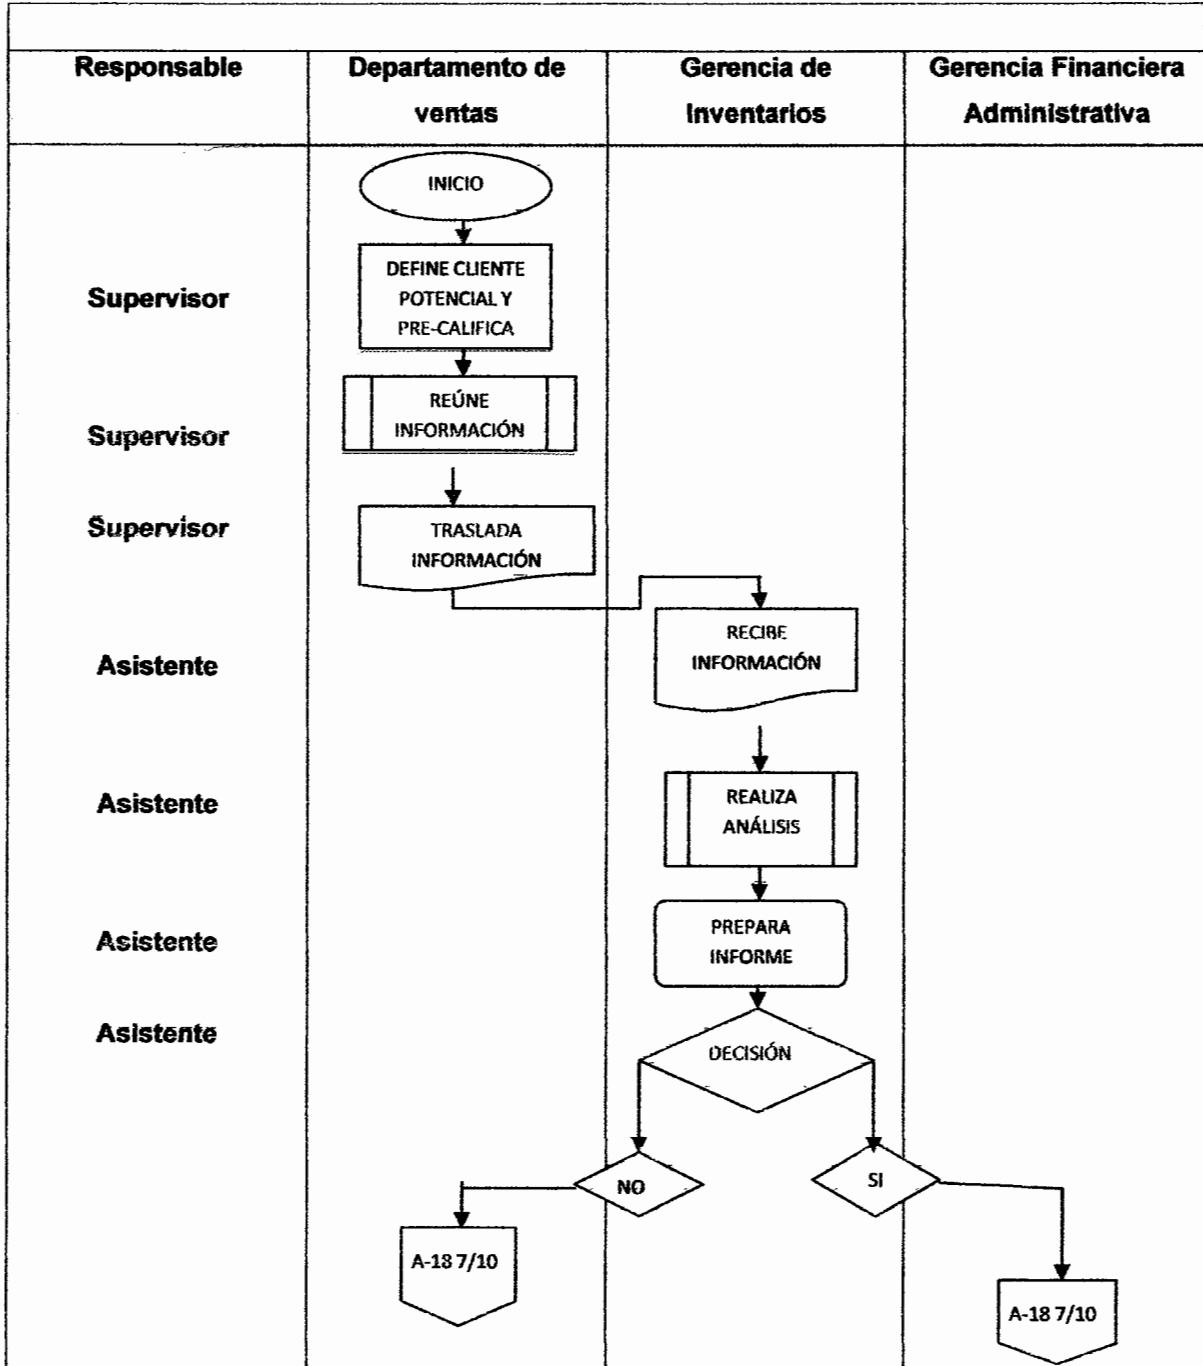 Responsable
Departamento de
ventas
Gerencia de
Inventarios
Gerencia Financiera
Administrativa
INICIO
Supervisor
DEFINE CLIENTE
POTENCIAL Y
PRE-CALIFICA
Supervisor
REÚNE
INFORMACIÓN
Supervisor
TRASLADA
INFORMACIÓN
Asistente
RECIBE
INFORMACIÓN
Asistente
REALIZA
ANÁLISIS
Asistente
PREPARA
INFORME
Asistente
DECISIÓN
NO
SI
A-18 7/10
A-18 7/10